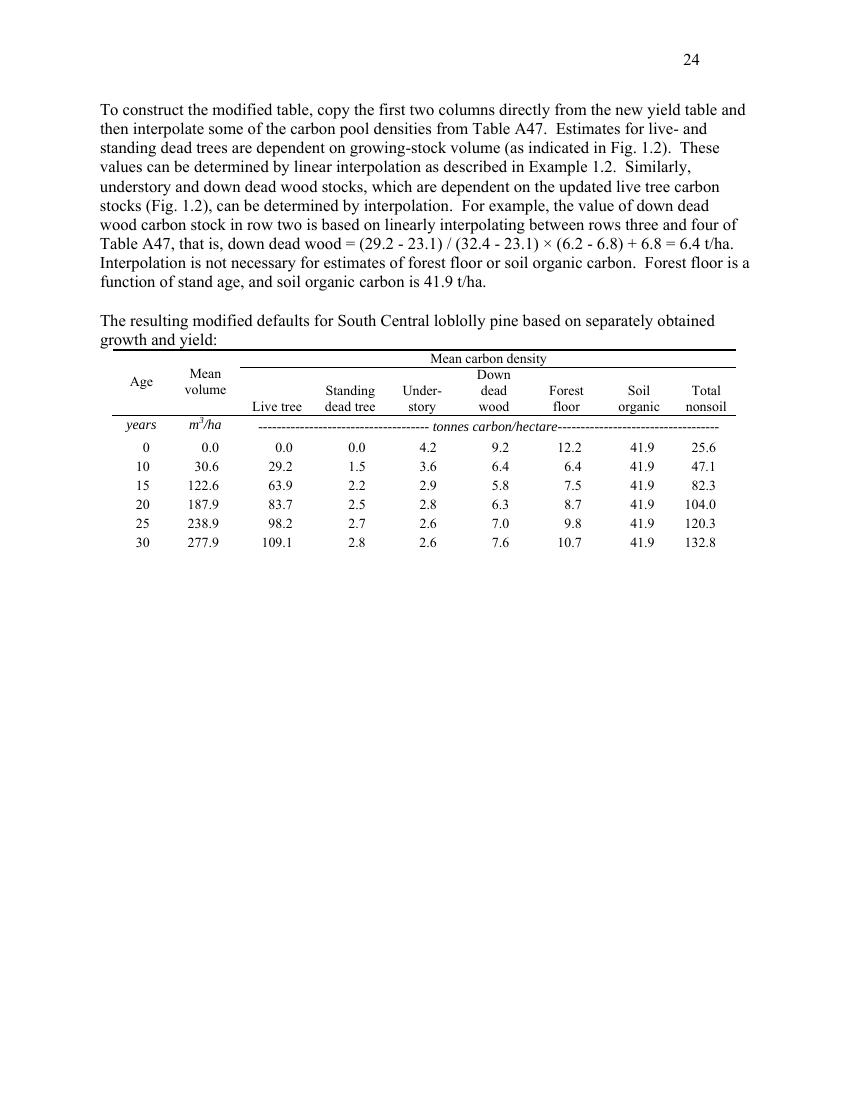 24
To construct the modified table, copy the first two columns directly from the new yield table and
then interpolate some of the carbon pool densities from Table A47.  Estimates for live- and
standing dead trees are dependent on growing-stock volume (as indicated in Fig. 1.2).  These
values can be determined by linear interpolation as described in Example 1.2.  Similarly,
understory and down dead wood stocks, which are dependent on the updated live tree carbon
stocks (Fig. 1.2), can be determined by interpolation.  For example, the value of down dead
wood carbon stock in row two is based on linearly interpolating between rows three and four of
Table A47, that is, down dead wood = (29.2 - 23.1) / (32.4 - 23.1) × (6.2 - 6.8) + 6.8 = 6.4 t/ha.
Interpolation is not necessary for estimates of forest floor or soil organic carbon.  Forest floor is a
function of stand age, and soil organic carbon is 41.9 t/ha.
The resulting modified defaults for South Central loblolly pine based on separately obtained
growth and yield:
Mean carbon density
Age Mean volume Live tree Standing dead tree Under-story Down dead wood Forest floor Soil organic Total nonsoil
years m³/ha ------------------------------------- tonnes carbon/hectare-----------------------------------
0 0.0 0.0 0.0 4.2 9.2 12.2 41.9 25.6
10 30.6 29.2 1.5 3.6 6.4 6.4 41.9 47.1
15 122.6 63.9 2.2 2.9 5.8 7.5 41.9 82.3
20 187.9 83.7 2.5 2.8 6.3 8.7 41.9 104.0
25 238.9 98.2 2.7 2.6 7.0 9.8 41.9 120.3
30 277.9 109.1 2.8 2.6 7.6 10.7 41.9 132.8